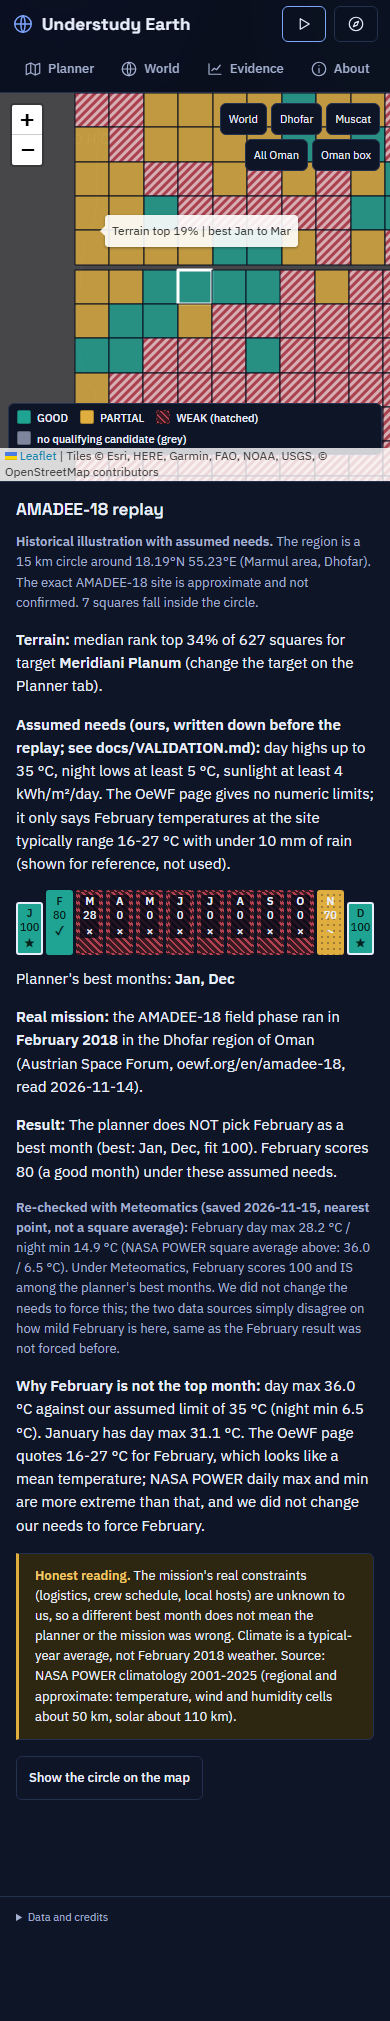 Understudy Earth
Planner
World
Evidence
About
+
−
World
Dhofar
Muscat
All Oman
Oman box
Terrain top 19% | best Jan to Mar
GOOD
PARTIAL
WEAK (hatched)
no qualifying candidate (grey)
Leaflet | Tiles © Esri, HERE, Garmin, FAO, NOAA, USGS, ©
OpenStreetMap contributors
AMADEE-18 replay
Historical illustration with assumed needs. The region is a
15 km circle around 18.19°N 55.23°E (Marmul area, Dhofar).
The exact AMADEE-18 site is approximate and not
confirmed. 7 squares fall inside the circle.
Terrain: median rank top 34% of 627 squares for
target Meridiani Planum (change the target on the
Planner tab).
Assumed needs (ours, written down before the
replay; see docs/VALIDATION.md): day highs up to
35 °C, night lows at least 5 °C, sunlight at least 4
kWh/m²/day. The OeWF page gives no numeric limits;
it only says February temperatures at the site
typically range 16-27 °C with under 10 mm of rain
(shown for reference, not used).
J F M A M J J A S O N D
100 80 28 0 0 0 0 0 0 0 70 100
★ ✓ × × × × × × × × ~ ★
Planner's best months: Jan, Dec
Real mission: the AMADEE-18 field phase ran in
February 2018 in the Dhofar region of Oman
(Austrian Space Forum, oewf.org/en/amadee-18,
read 2026-11-14).
Result: The planner does NOT pick February as a
best month (best: Jan, Dec, fit 100). February scores
80 (a good month) under these assumed needs.
Re-checked with Meteomatics (saved 2026-11-15, nearest
point, not a square average): February day max 28.2 °C /
night min 14.9 °C (NASA POWER square average above: 36.0
/ 6.5 °C). Under Meteomatics, February scores 100 and IS
among the planner's best months. We did not change the
needs to force this; the two data sources simply disagree on
how mild February is here, same as the February result was
not forced before.
Why February is not the top month: day max 36.0
°C against our assumed limit of 35 °C (night min 6.5
°C). January has day max 31.1 °C. The OeWF page
quotes 16-27 °C for February, which looks like a
mean temperature; NASA POWER daily max and min
are more extreme than that, and we did not change
our needs to force February.
Honest reading. The mission's real constraints
(logistics, crew schedule, local hosts) are unknown to
us, so a different best month does not mean the
planner or the mission was wrong. Climate is a typical-
year average, not February 2018 weather. Source:
NASA POWER climatology 2001-2025 (regional and
approximate: temperature, wind and humidity cells
about 50 km, solar about 110 km).
Show the circle on the map
Data and credits